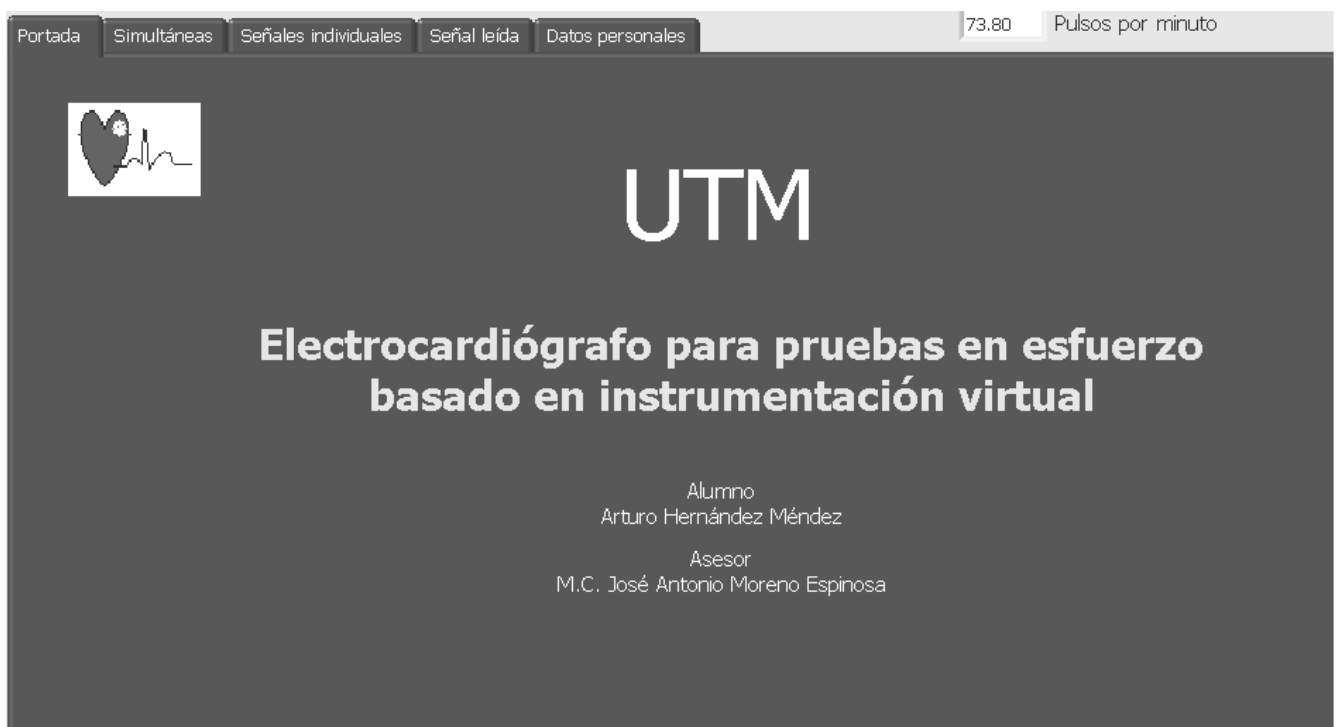 Portada Simultáneas Señales individuales Señal leída Datos personales 73.80 Pulsos por minuto
UTM
Electrocardiógrafo para pruebas en esfuerzo
basado en instrumentación virtual
Alumno
Arturo Hernández Méndez
Asesor
M.C. José Antonio Moreno Espinosa